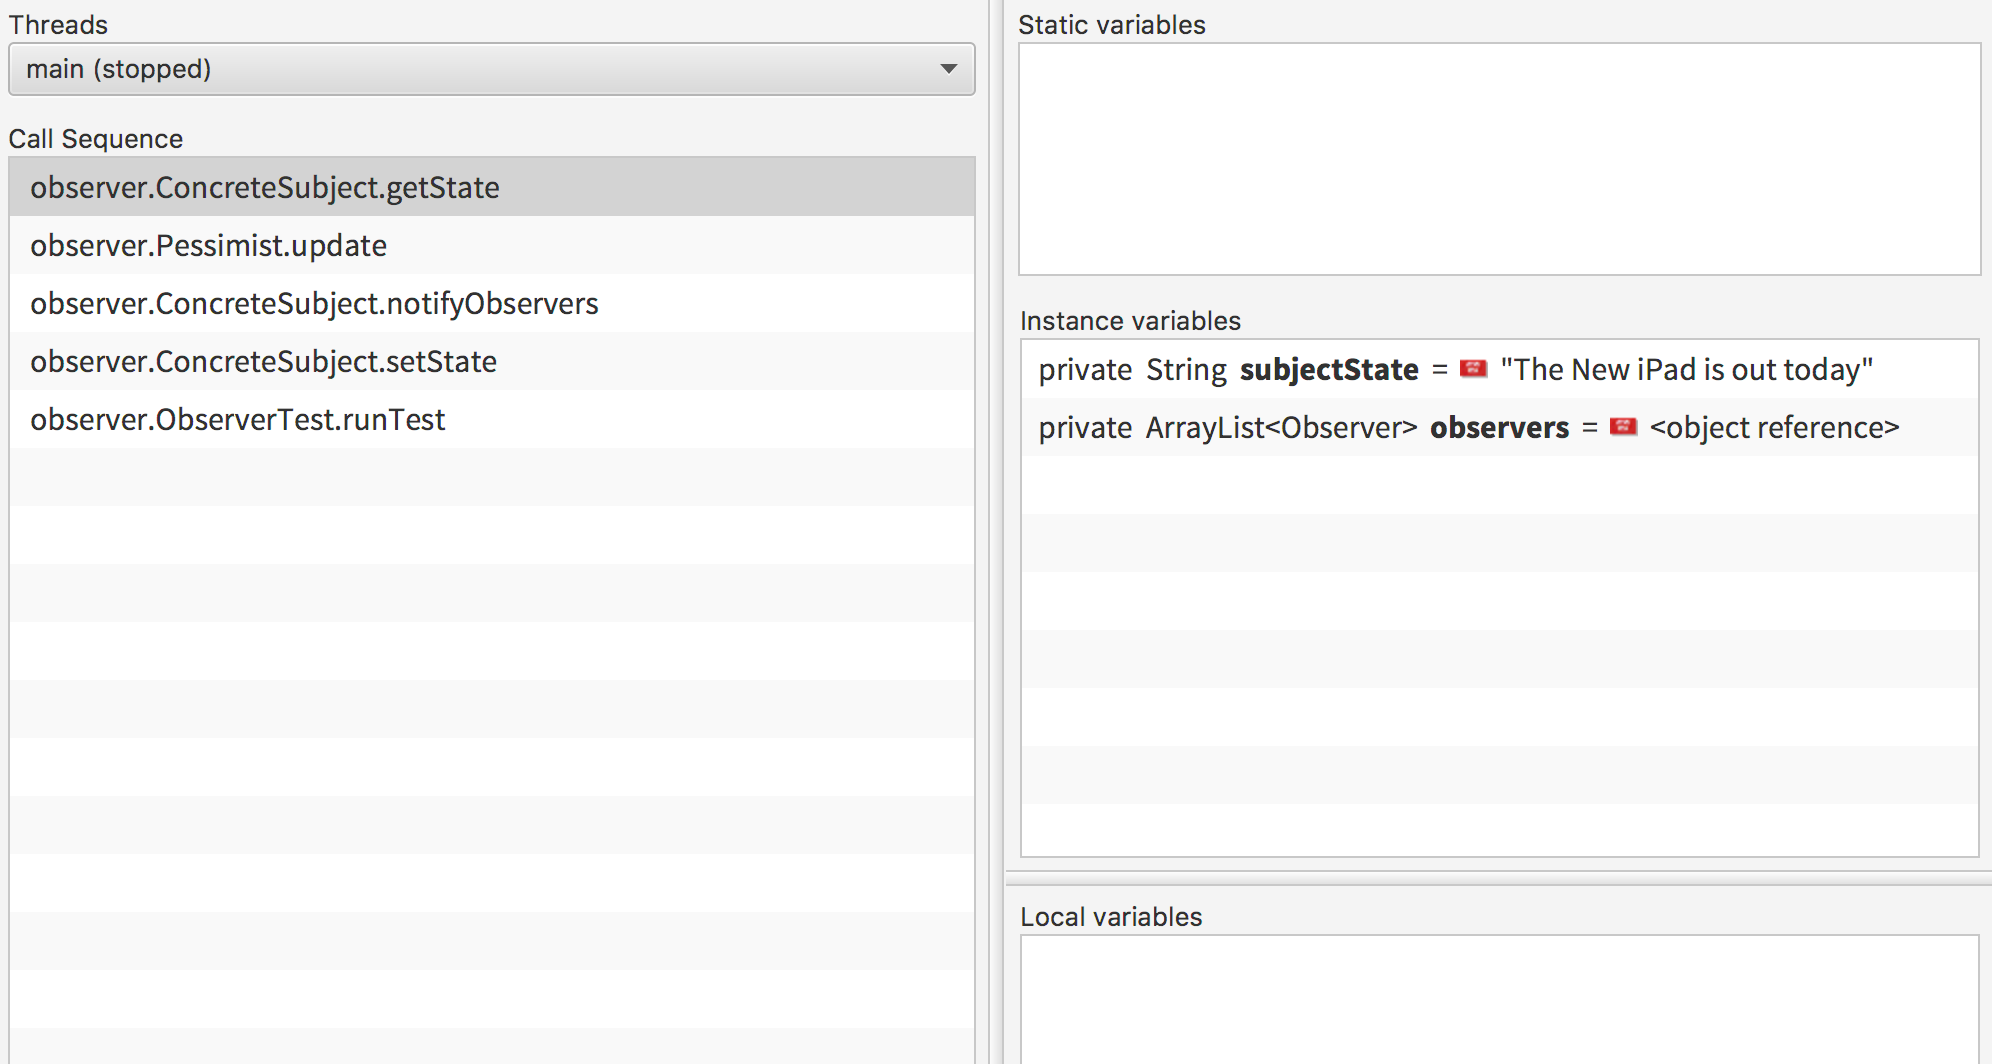 Threads
main (stopped)
Call Sequence
observer.ConcreteSubject.getState
observer.Pessimist.update
observer.ConcreteSubject.notifyObservers
observer.ConcreteSubject.setState
observer.ObserverTest.runTest
Static variables
Instance variables
private String subjectState = "The New iPad is out today"
private ArrayList<Observer> observers = <object reference>
Local variables